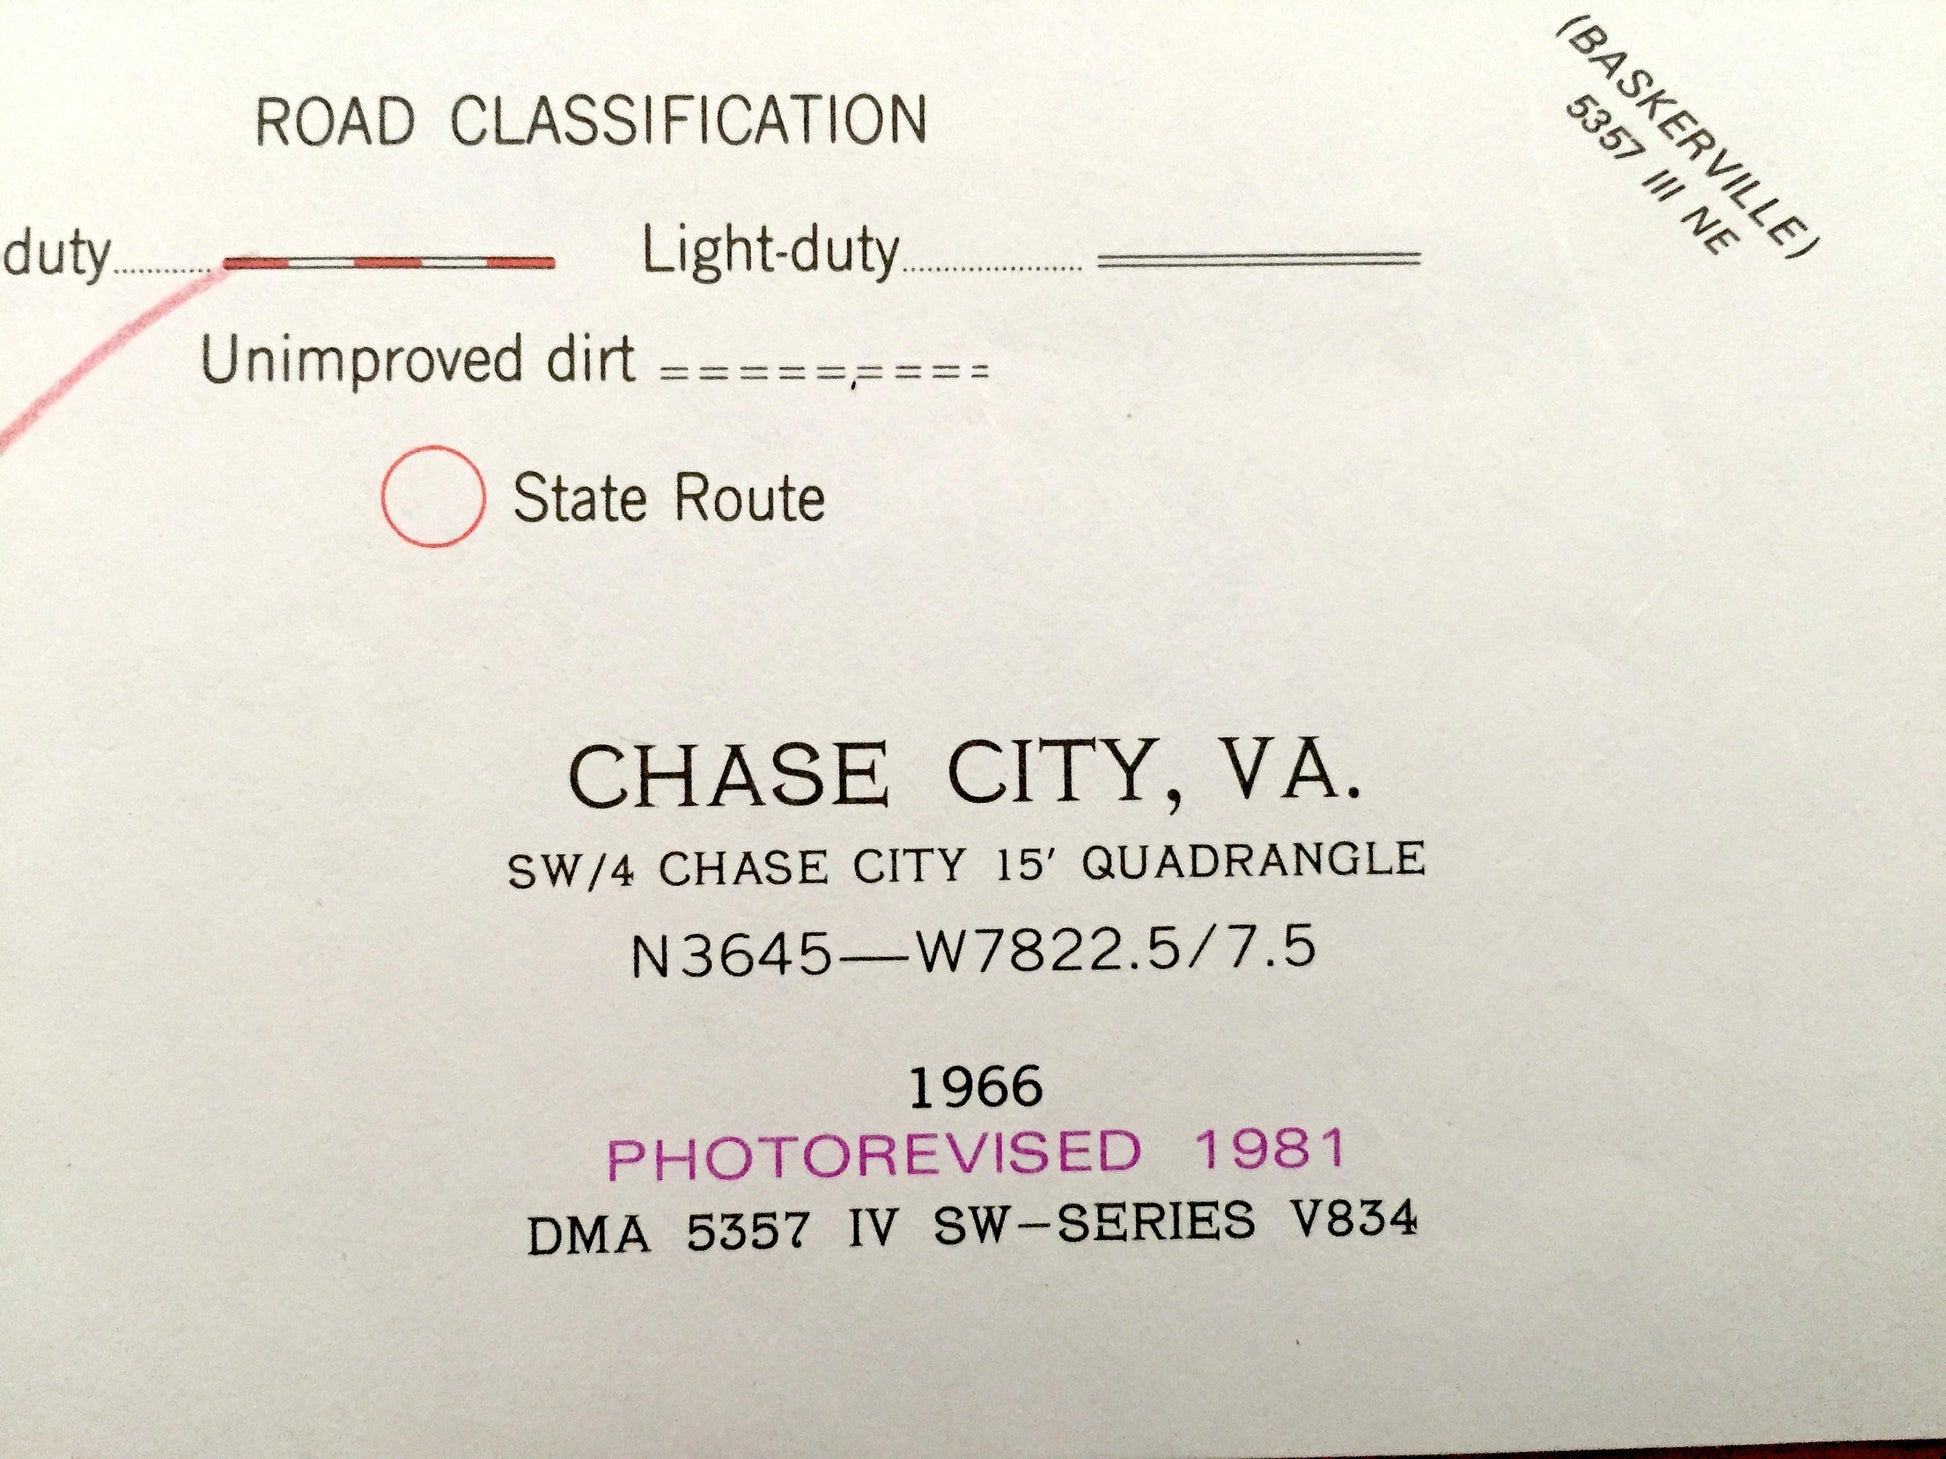 (BASKERVILLE)
5357 III NE
ROAD CLASSIFICATION
duty............ Light-duty......................
Unimproved dirt
State Route
CHASE CITY, VA.
SW/4 CHASE CITY 15′ QUADRANGLE
N3645—W7822.5/7.5
1966
PHOTOREVISED 1981
DMA 5357 IV SW–SERIES V834